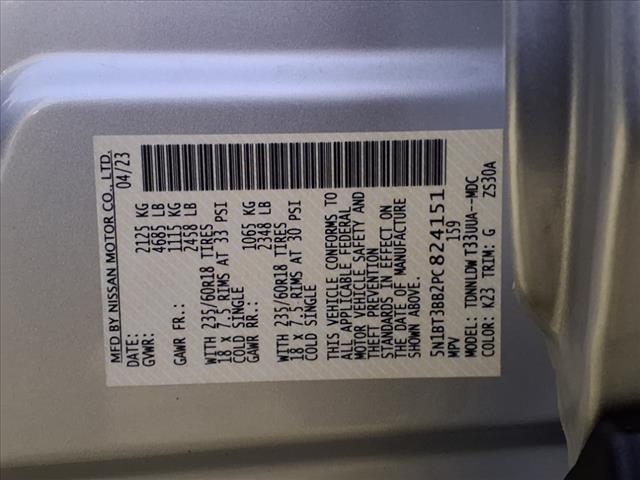 MFD BY NISSAN MOTOR CO., LTD.
DATE: 04/23
GVWR: 2125 KG
4685 LB
GAWR FR.: 1115 KG
2458 LB
WITH 235/60R18 TIRES
18 X 7.5 RIMS AT 33 PSI
COLD SINGLE
GAWR RR.: 1065 KG
2348 LB
WITH 235/60R18 TIRES
18 X 7.5 RIMS AT 30 PSI
COLD SINGLE
THIS VEHICLE CONFORMS TO
ALL APPLICABLE FEDERAL
MOTOR VEHICLE SAFETY AND
THEFT PREVENTION
STANDARDS IN EFFECT ON
THE DATE OF MANUFACTURE
SHOWN ABOVE.
5N1BT3BB2PC824151
MPV 159
MODEL: TDNNLDW T33UUA--MDC
COLOR: K23 TRIM: G ZS30A